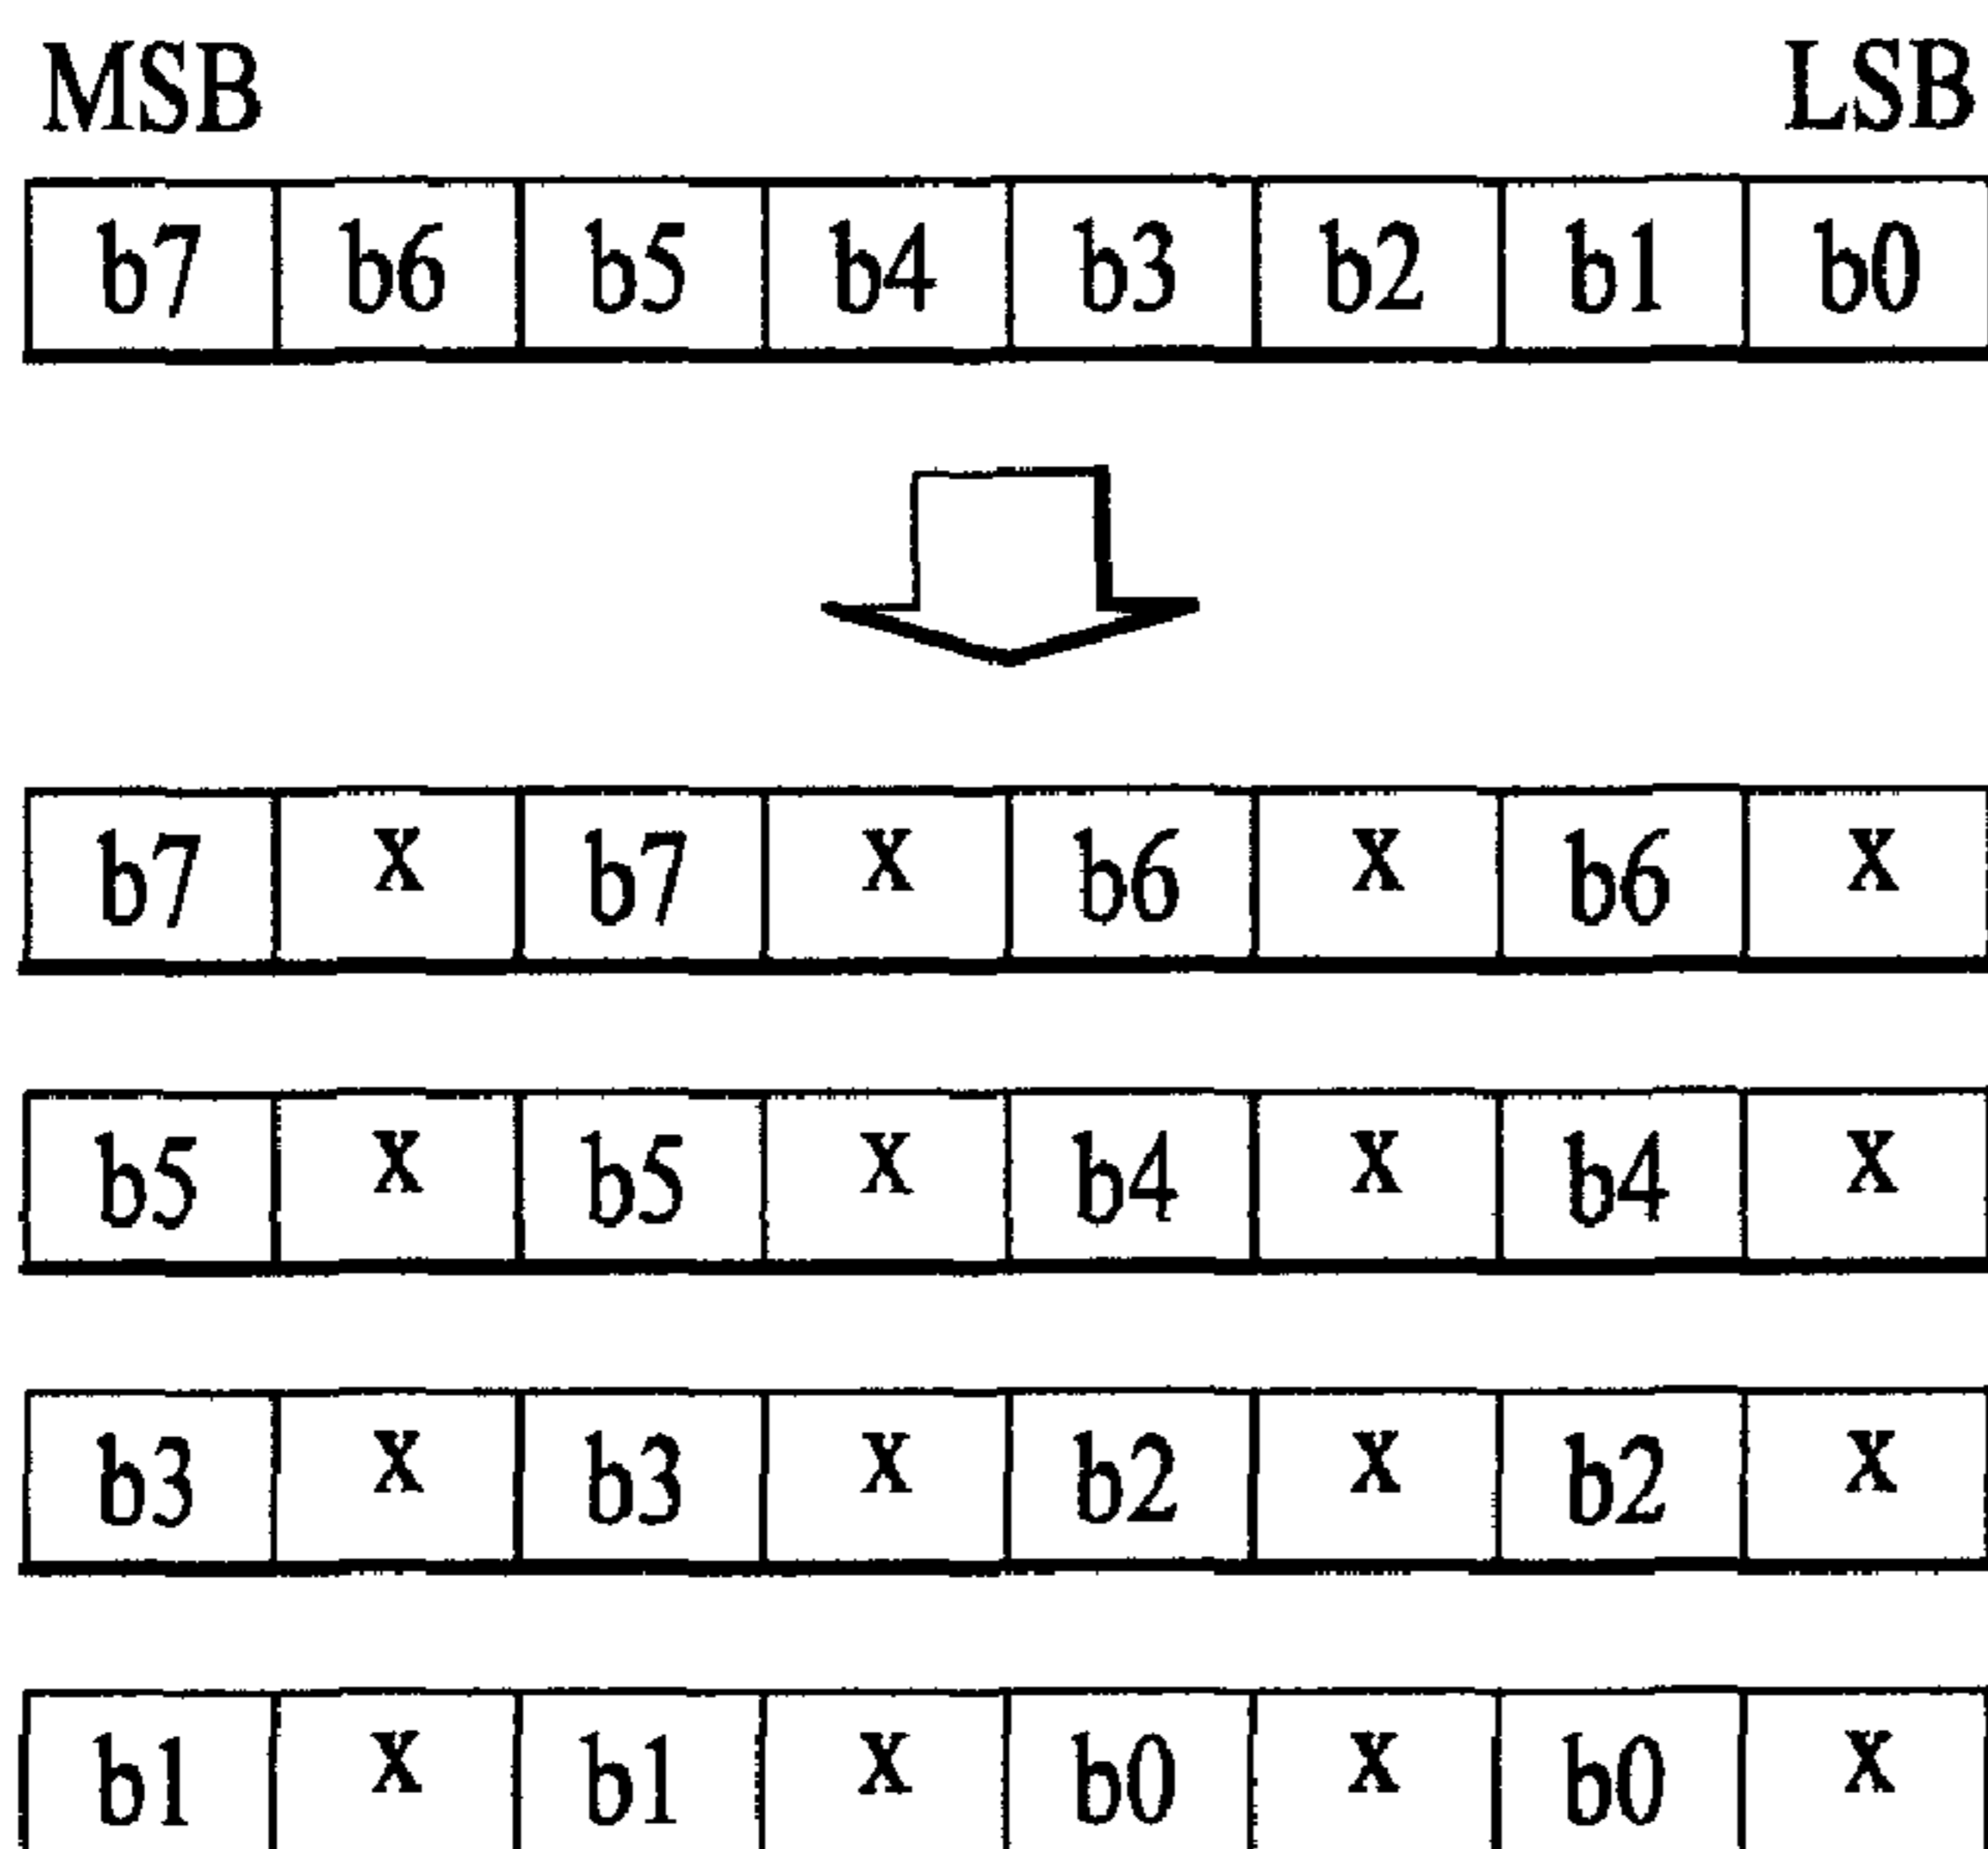 MSB LSB
b7 b6 b5 b4 b3 b2 b1 b0
b7 x b7 x b6 x b6 x
b5 x b5 x b4 x b4 x
b3 x b3 x b2 x b2 x
b1 x b1 x b0 x b0 x